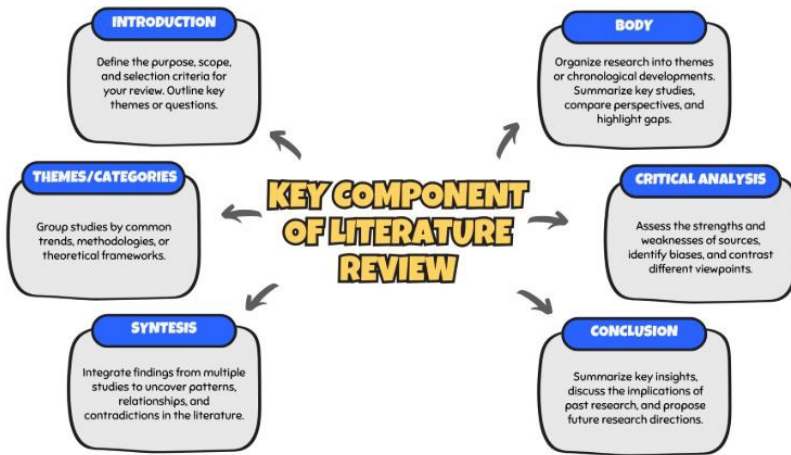 INTRODUCTION
Define the purpose, scope,
and selection criteria for
your review. Outline key
themes or questions.
BODY
Organize research into themes
or chronological developments.
Summarize key studies,
compare perspectives, and
highlight gaps.
THEMES/CATEGORIES
Group studies by common
trends, methodologies, or
theoretical frameworks.
KEY COMPONENT
OF LITERATURE
REVIEW
CRITICAL ANALYSIS
Assess the strengths and
weaknesses of sources,
identify biases, and contrast
different viewpoints.
SYNTESIS
Integrate findings from multiple
studies to uncover patterns,
relationships, and
contradictions in the literature.
CONCLUSION
Summarize key insights,
discuss the implications of
past research, and propose
future research directions.